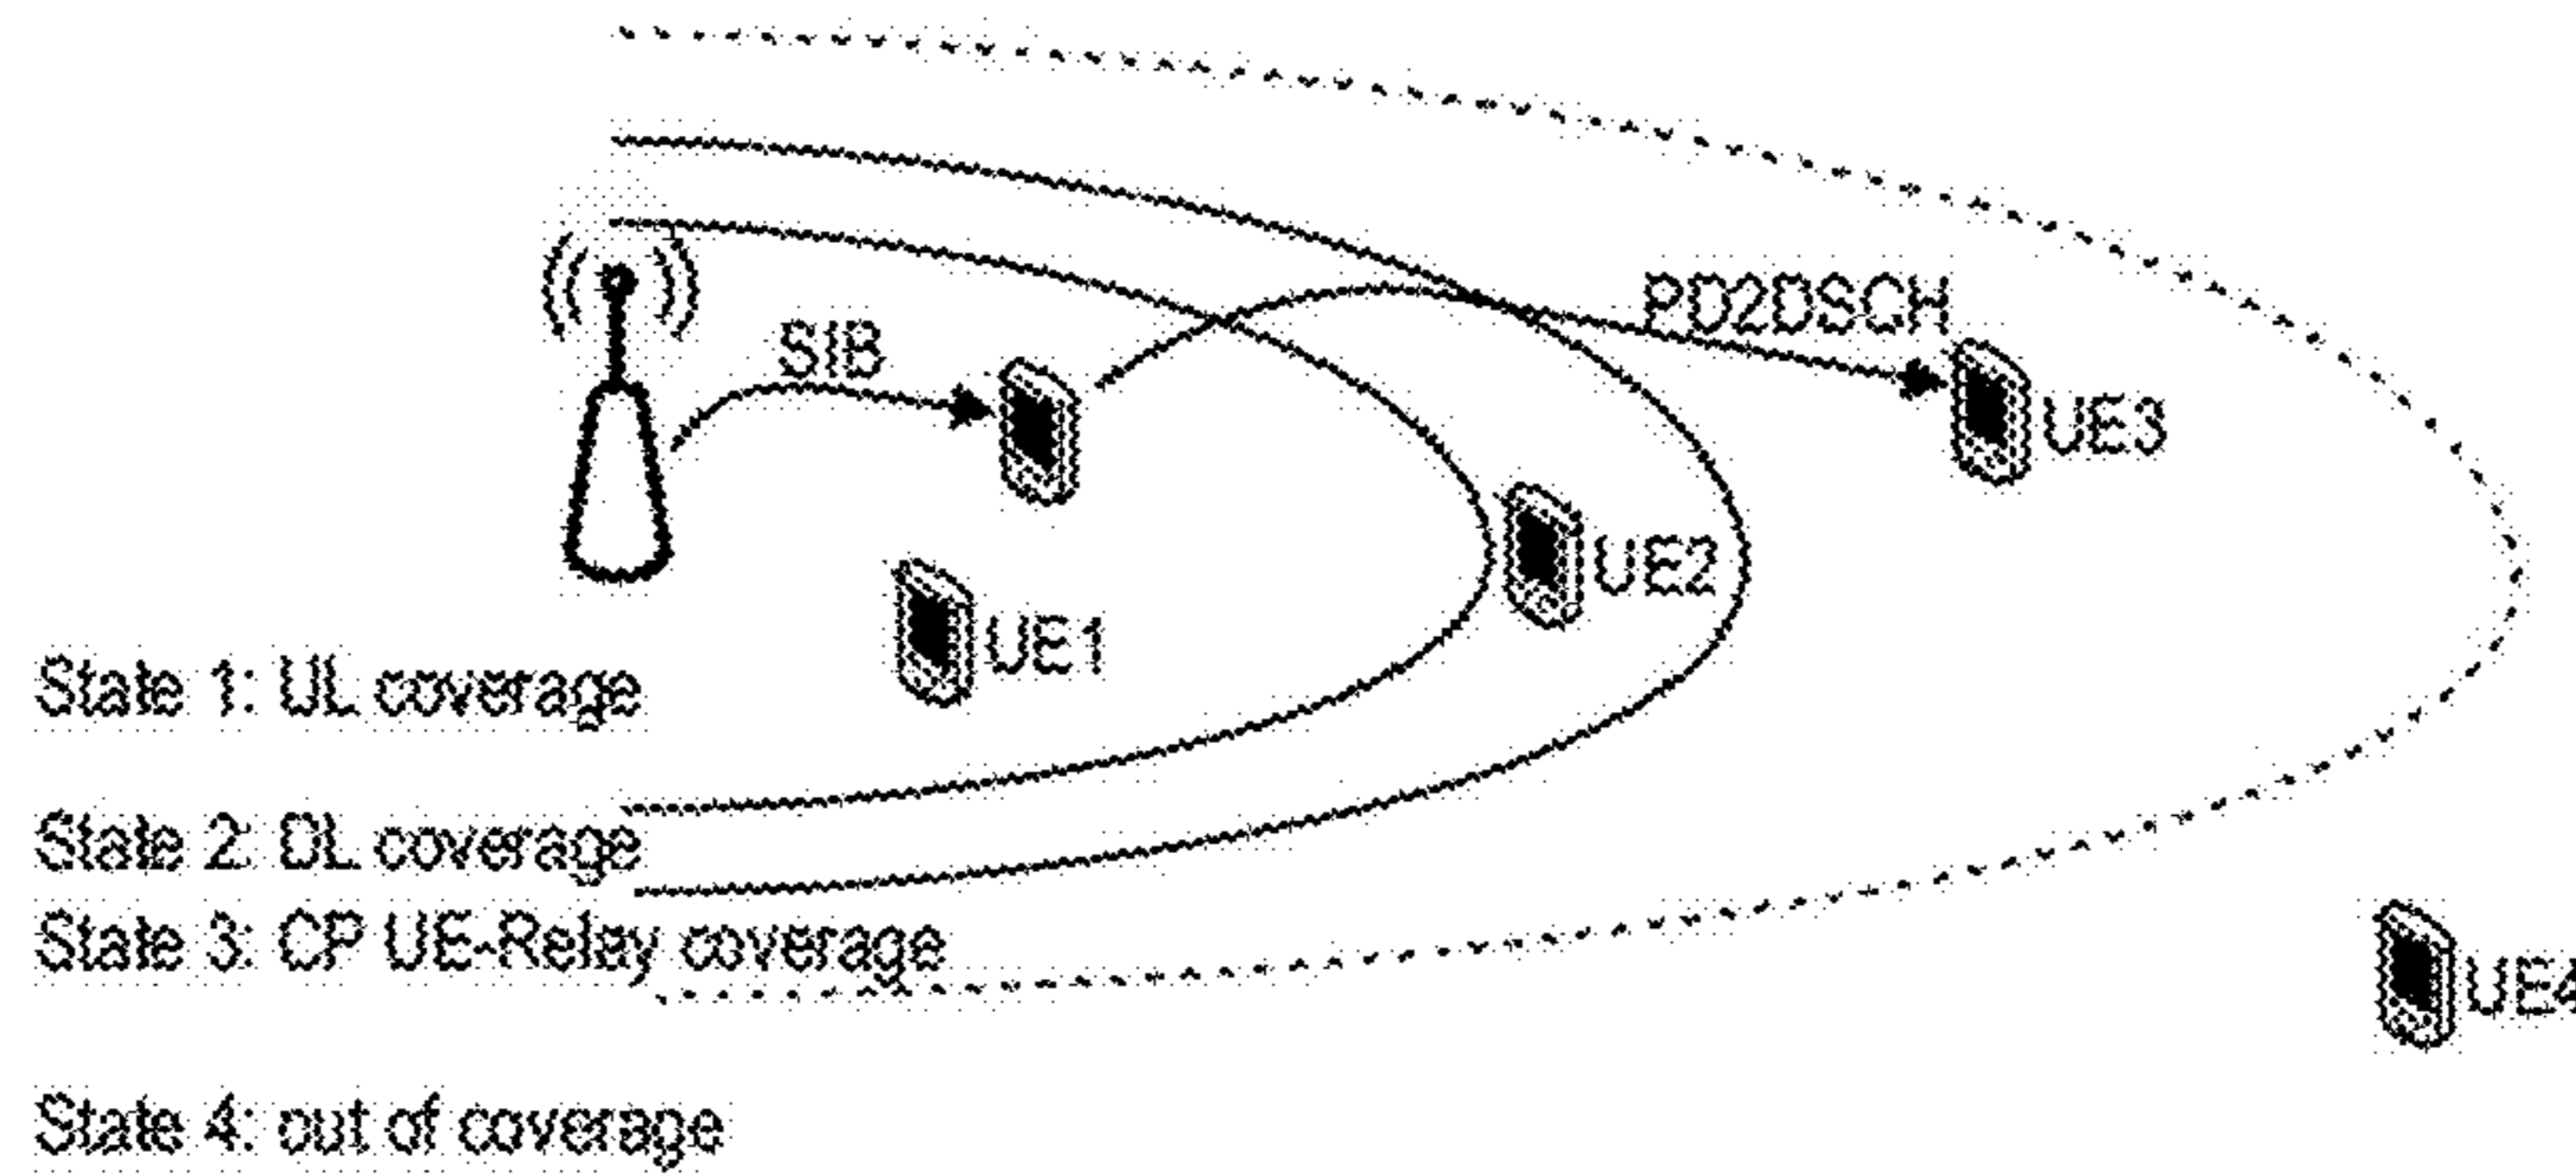 SIB
PD2DSCH
UE3
UE2
UE1
State 1: UL coverage
State 2: DL coverage
State 3: CP UE-Relay coverage
UE4
State 4: out of coverage